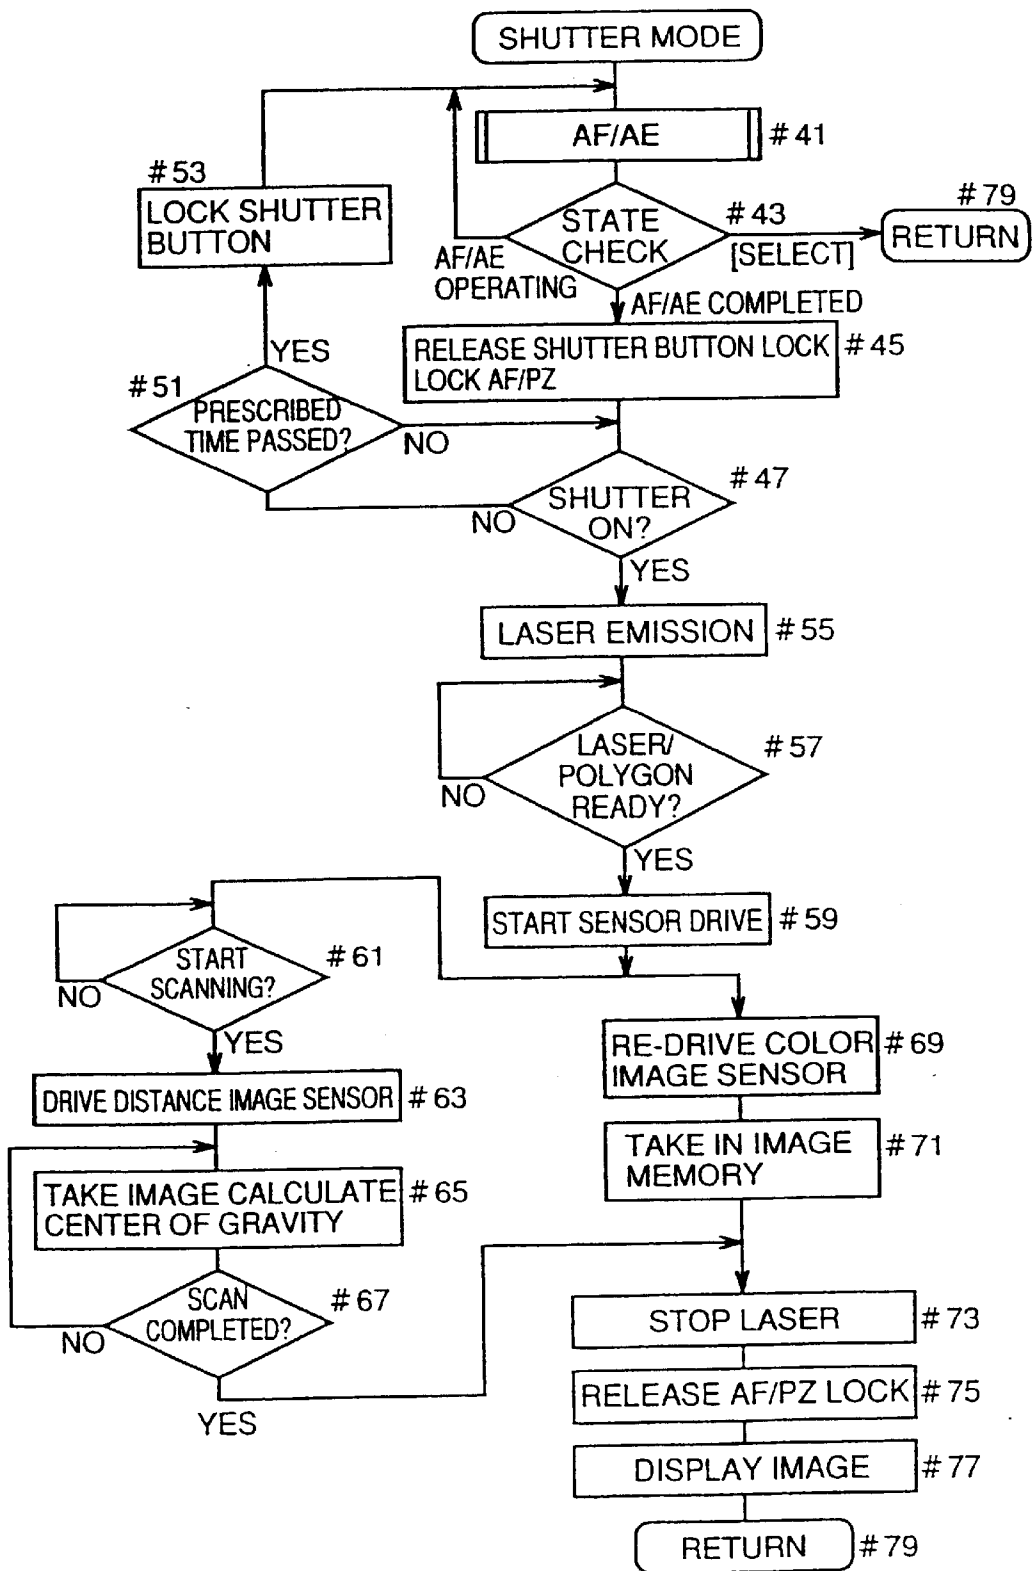 SHUTTER MODE
AF/AE
#41
#53
LOCK SHUTTER
BUTTON
STATE
CHECK
#43
[SELECT]
#79
RETURN
AF/AE
OPERATING
AF/AE COMPLETED
RELEASE SHUTTER BUTTON LOCK
LOCK AF/PZ
#45
YES
#51
PRESCRIBED
TIME PASSED?
NO
#47
SHUTTER
ON?
NO
YES
LASER EMISSION
#55
#57
LASER/
POLYGON
READY?
NO
YES
START SENSOR DRIVE
#59
#61
START
SCANNING?
NO
YES
DRIVE DISTANCE IMAGE SENSOR
#63
RE-DRIVE COLOR
IMAGE SENSOR
#69
TAKE IN IMAGE
MEMORY
#71
TAKE IMAGE CALCULATE
CENTER OF GRAVITY
#65
SCAN
COMPLETED?
#67
NO
YES
STOP LASER
#73
RELEASE AF/PZ LOCK
#75
DISPLAY IMAGE
#77
RETURN
#79